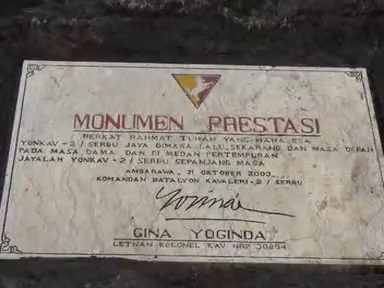 MONUMEN PRESTASI
BERKAT RAHMAT TUHAN YANG MAHA ESA
YONKAV-2 / SERBU JAYA DIMASA LALU, SEKARANG DAN MASA DEPAN
PADA MASA DAMAI DAN DI MEDAN PERTEMPURAN
JAYALAH YONKAV-2 / SERBU SEPANJANG MASA
AMBARAWA, 21 OKTOBER 2003
KOMANDAN BATALYON KAVALERI-2 / SERBU
GINA YOGINDA
LETNAN KOLONEL KAV NRP 30654